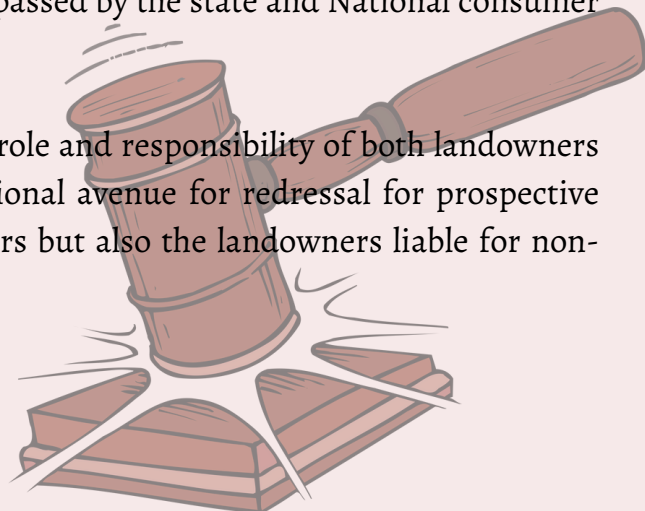 passed by the state and National consumer
role and responsibility of both landowners
ional avenue for redressal for prospective
rs but also the landowners liable for non-